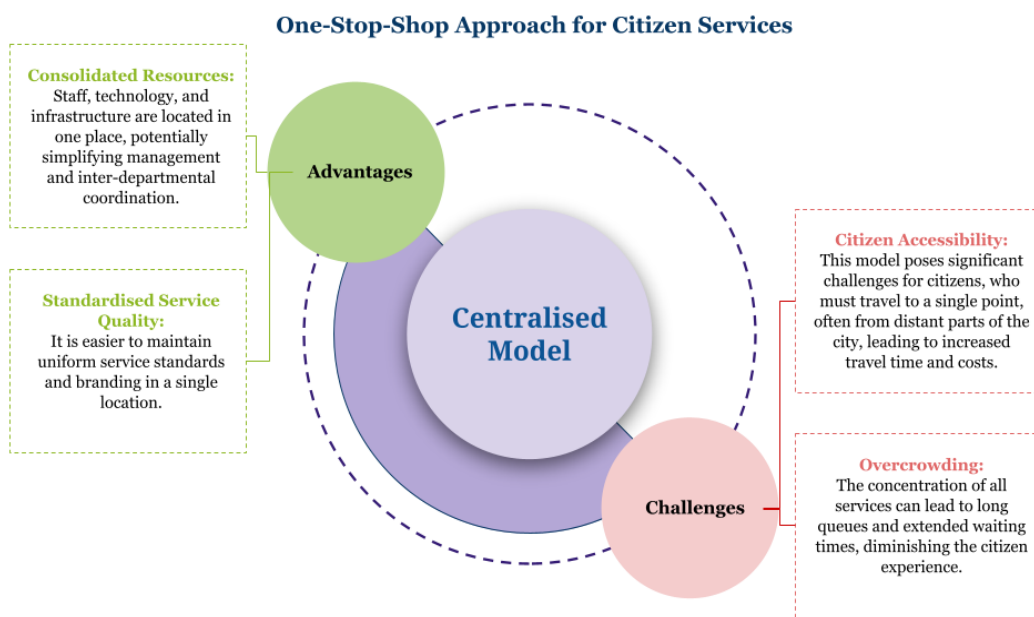 One-Stop-Shop Approach for Citizen Services
Consolidated Resources:
Staff, technology, and
infrastructure are located in
one place, potentially
simplifying management
and inter-departmental
coordination.
Standardised Service
Quality:
It is easier to maintain
uniform service standards
and branding in a single
location.
Advantages
Centralised
Model
Challenges
Citizen Accessibility:
This model poses significant
challenges for citizens, who
must travel to a single point,
often from distant parts of the
city, leading to increased
travel time and costs.
Overcrowding:
The concentration of all
services can lead to long
queues and extended waiting
times, diminishing the citizen
experience.